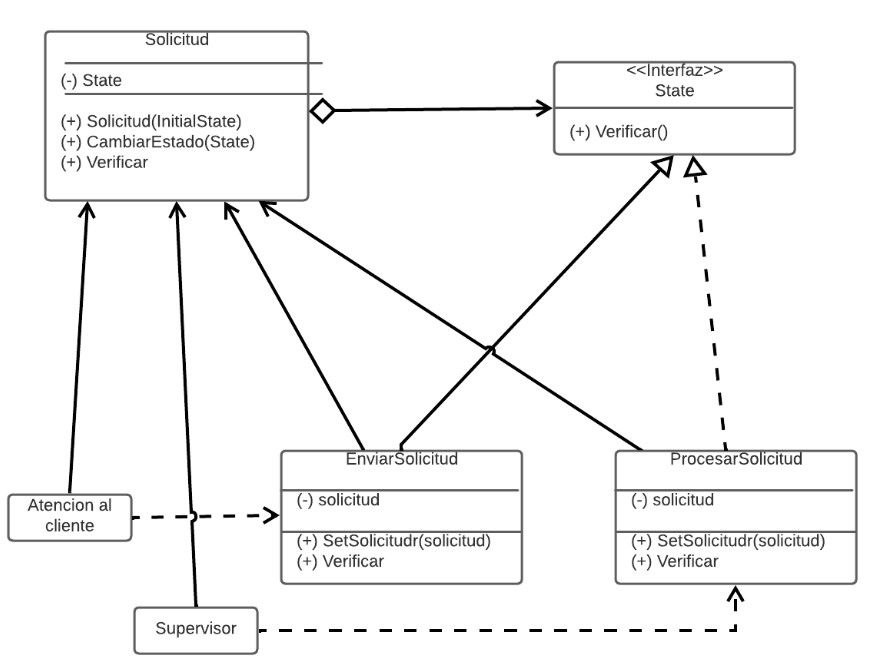 Solicitud
(-) State
(+) Solicitud(InitialState)
(+) CambiarEstado(State)
(+) Verificar
<<Interfaz>>
State
(+) Verificar()
EnviarSolicitud
(-) solicitud
(+) SetSolicitudr(solicitud)
(+) Verificar
ProcesarSolicitud
(-) solicitud
(+) SetSolicitudr(solicitud)
(+) Verificar
Atencion al
cliente
Supervisor